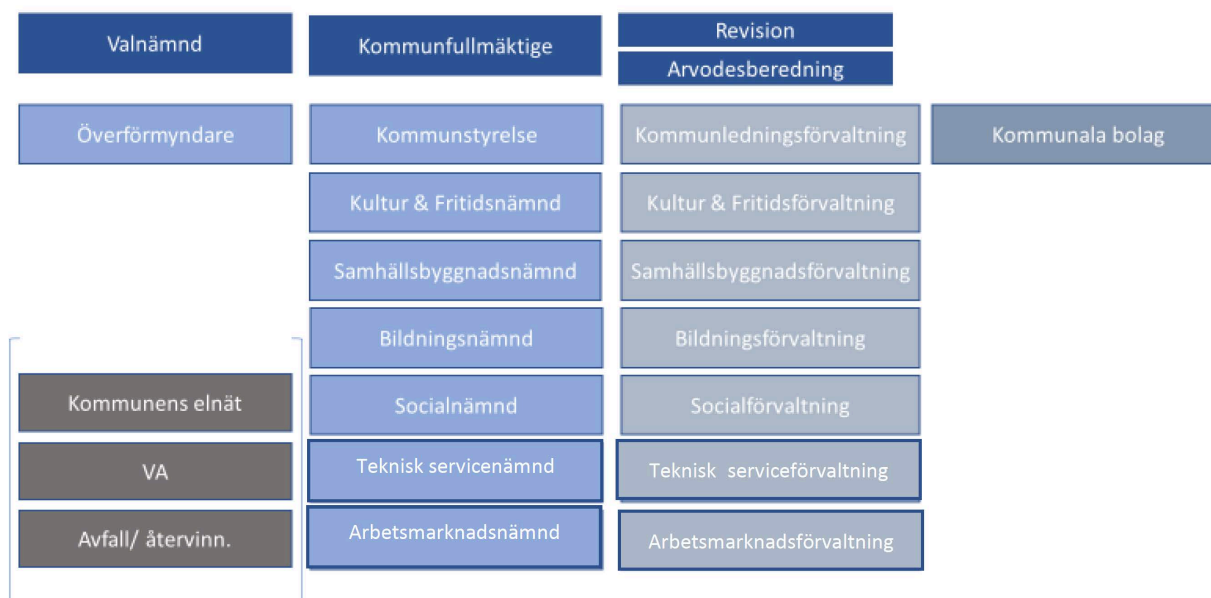 Valnämnd
Kommunfullmäktige
Revision
Arvodesberedning
Överförmyndare
Kommunstyrelse
Kommunledningsförvaltning
Kommunala bolag
Kultur & Fritidsnämnd
Kultur & Fritidsförvaltning
Samhällsbyggnadsnämnd
Samhällsbyggnadsförvaltning
Bildningsnämnd
Bildningsförvaltning
Kommunens elnät
Socialnämnd
Socialförvaltning
VA
Teknisk servicenämnd
Teknisk serviceförvaltning
Avfall/ återvinn.
Arbetsmarknadsnämnd
Arbetsmarknadsförvaltning